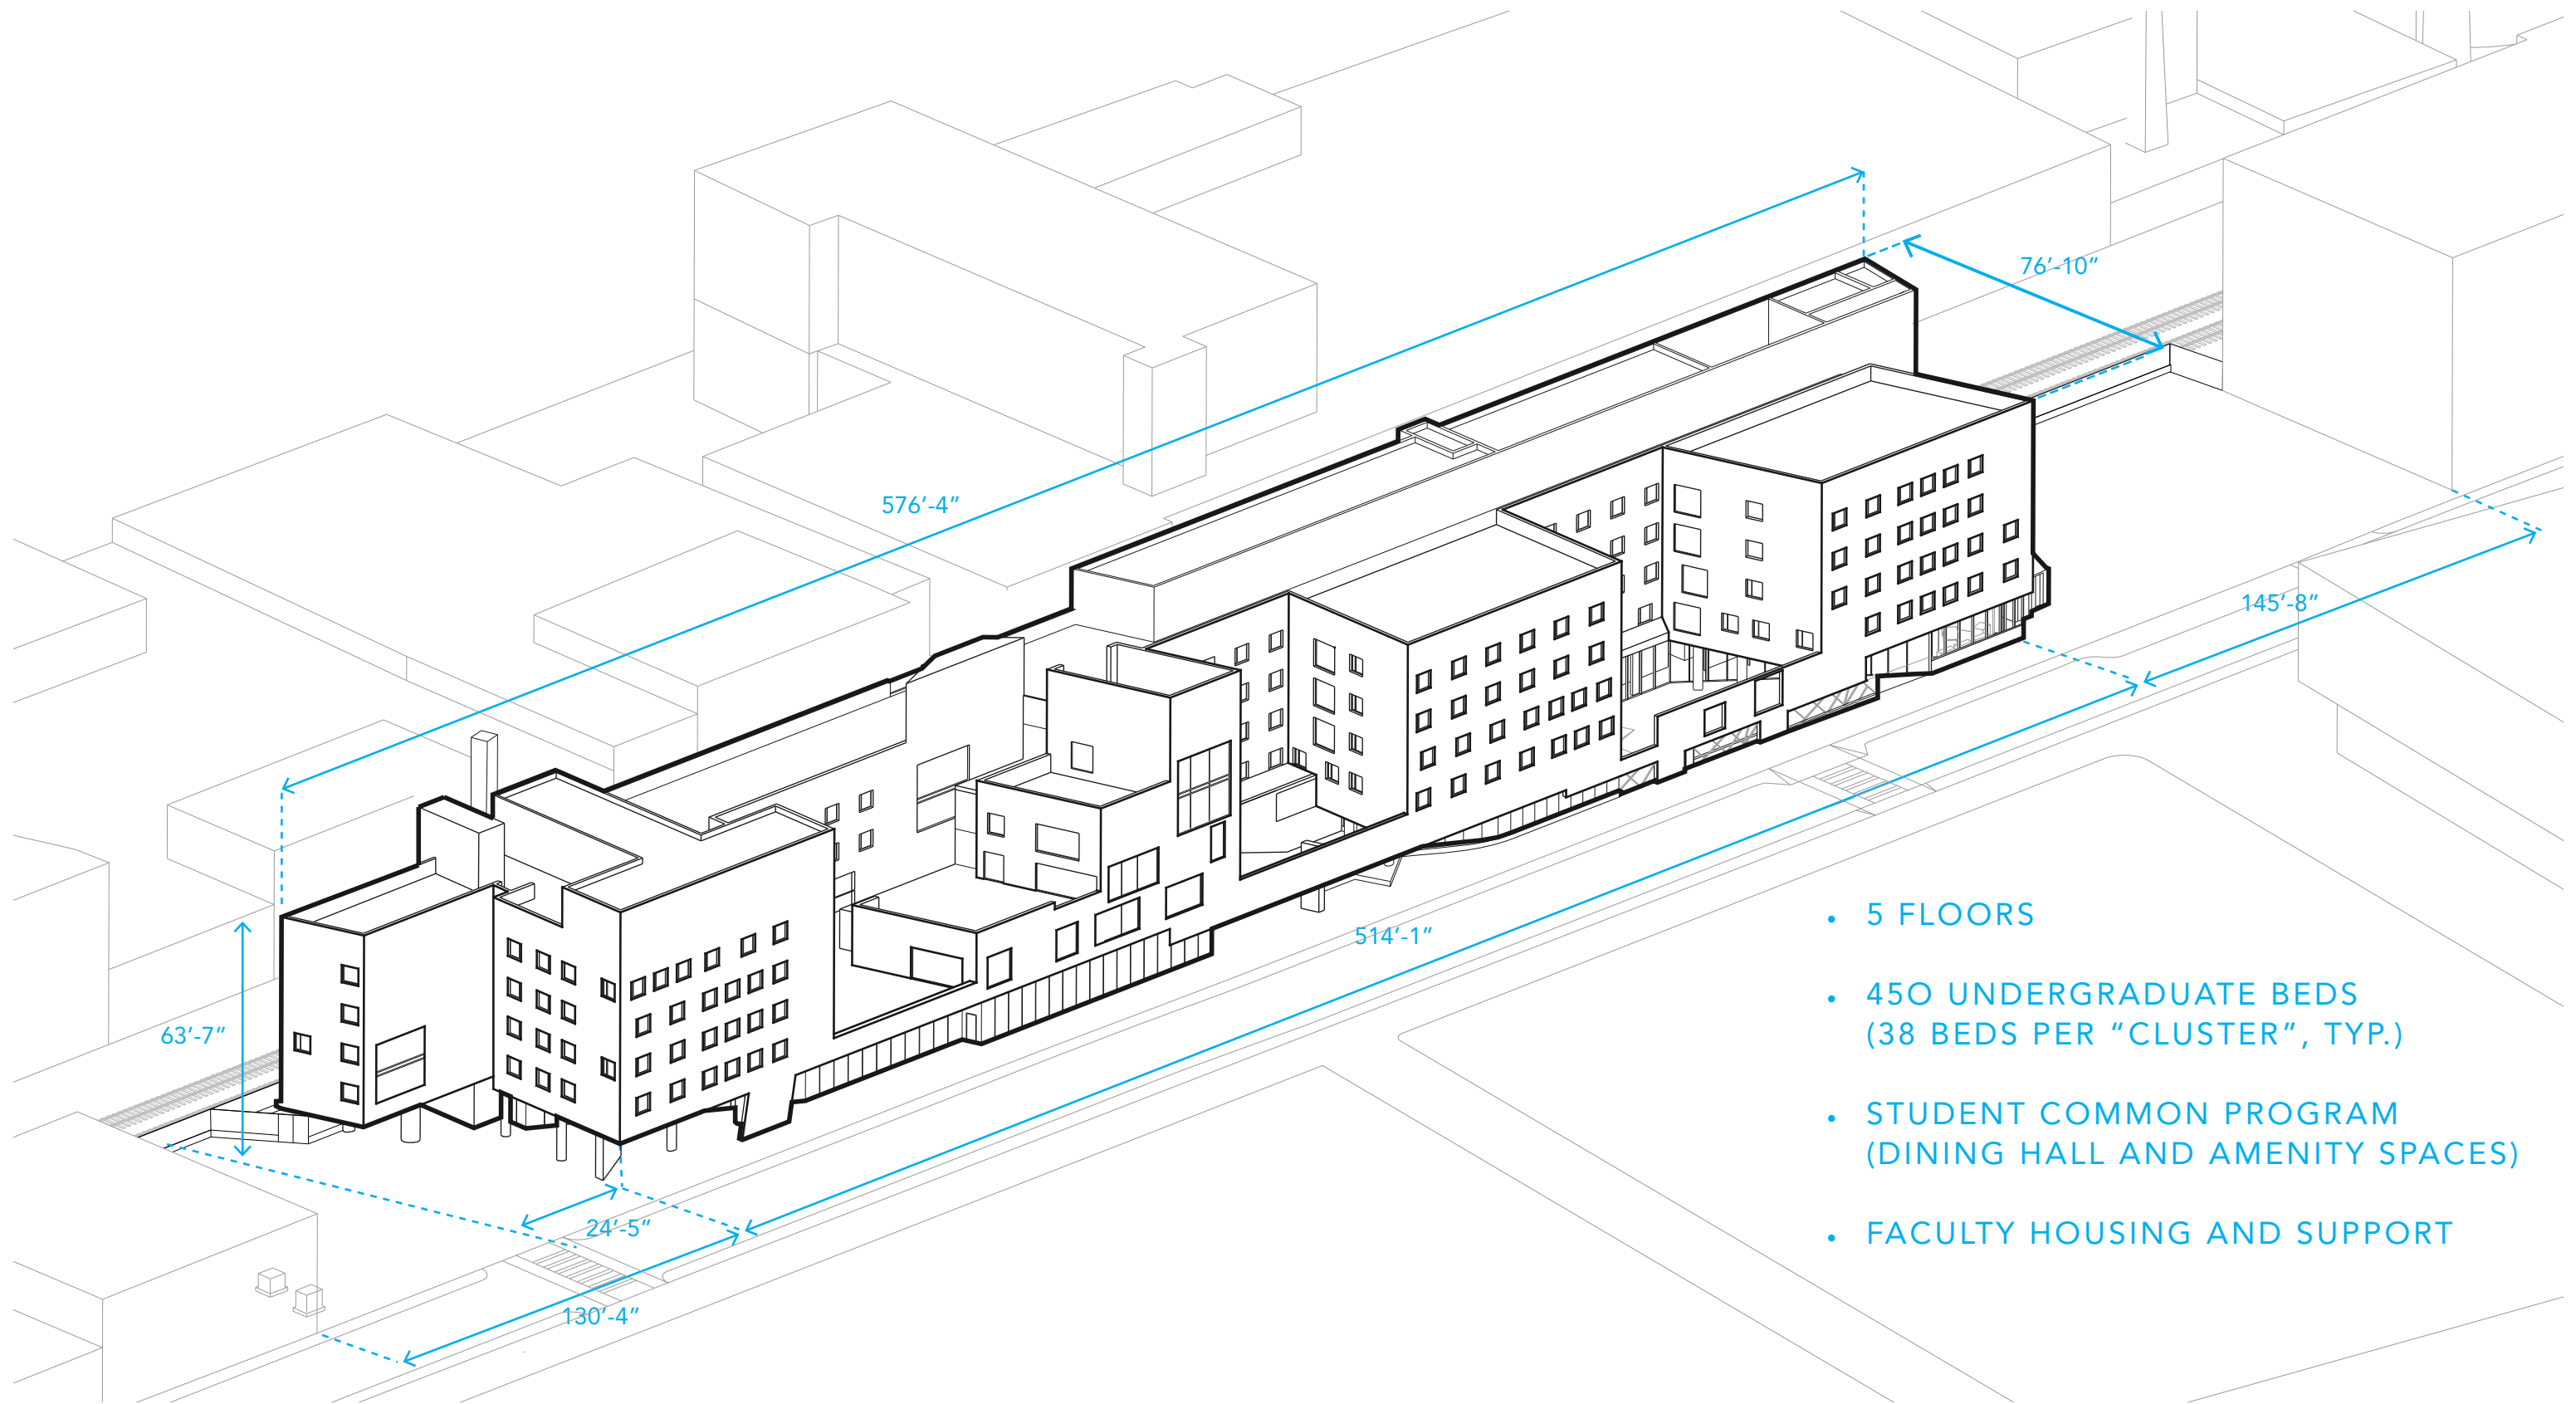 76’-10”
576’-4”
145’-8”
514’-1”
63’-7”
24’-5”
130’-4”
• 5 FLOORS
• 45O UNDERGRADUATE BEDS
(38 BEDS PER “CLUSTER”, TYP.)
• STUDENT COMMON PROGRAM
(DINING HALL AND AMENITY SPACES)
• FACULTY HOUSING AND SUPPORT